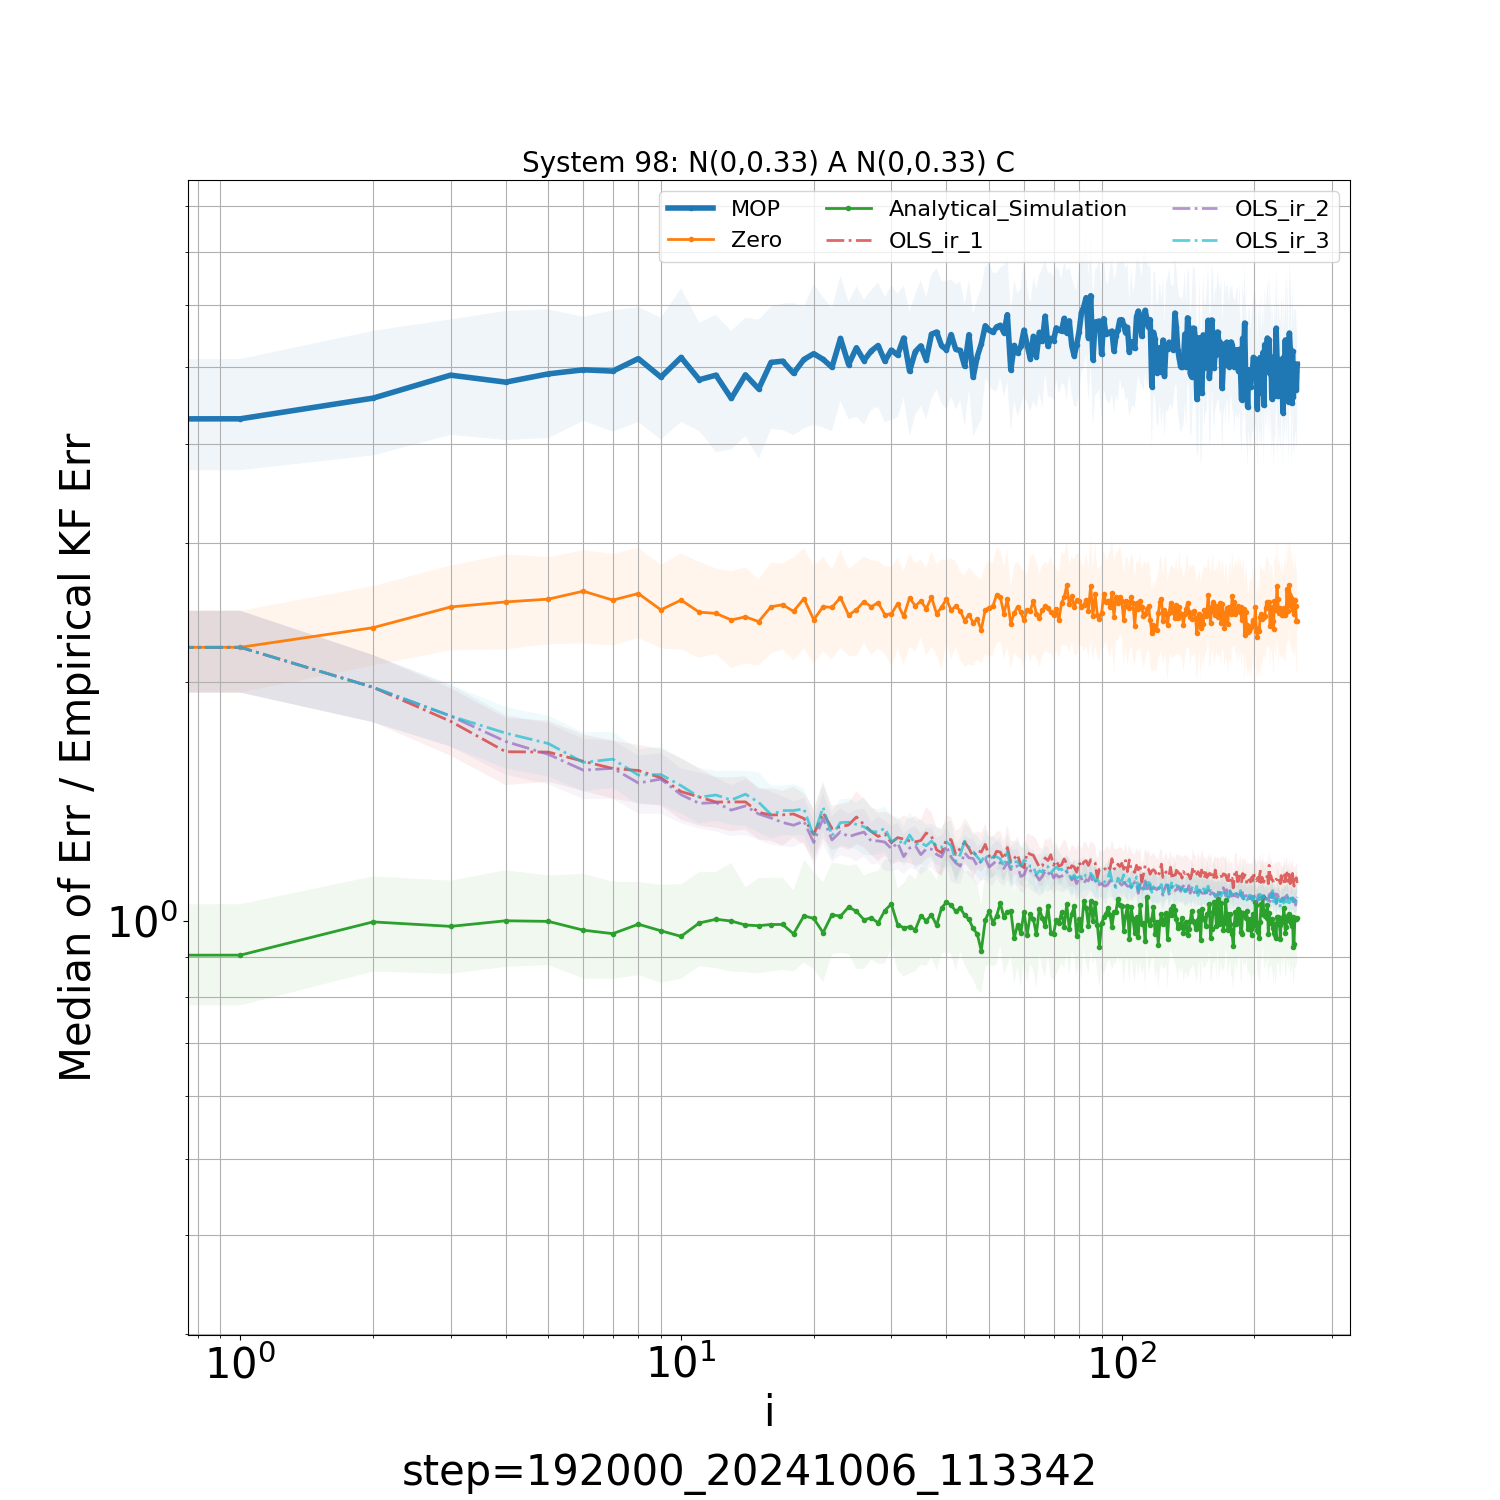 System 98: N(0,0.33) A N(0,0.33) C
MOP
Zero
Analytical_Simulation
OLS_ir_1
OLS_ir_2
OLS_ir_3
Median of Err / Empirical KF Err
10⁰
10⁰ 10¹ 10²
i
step=192000_20241006_113342